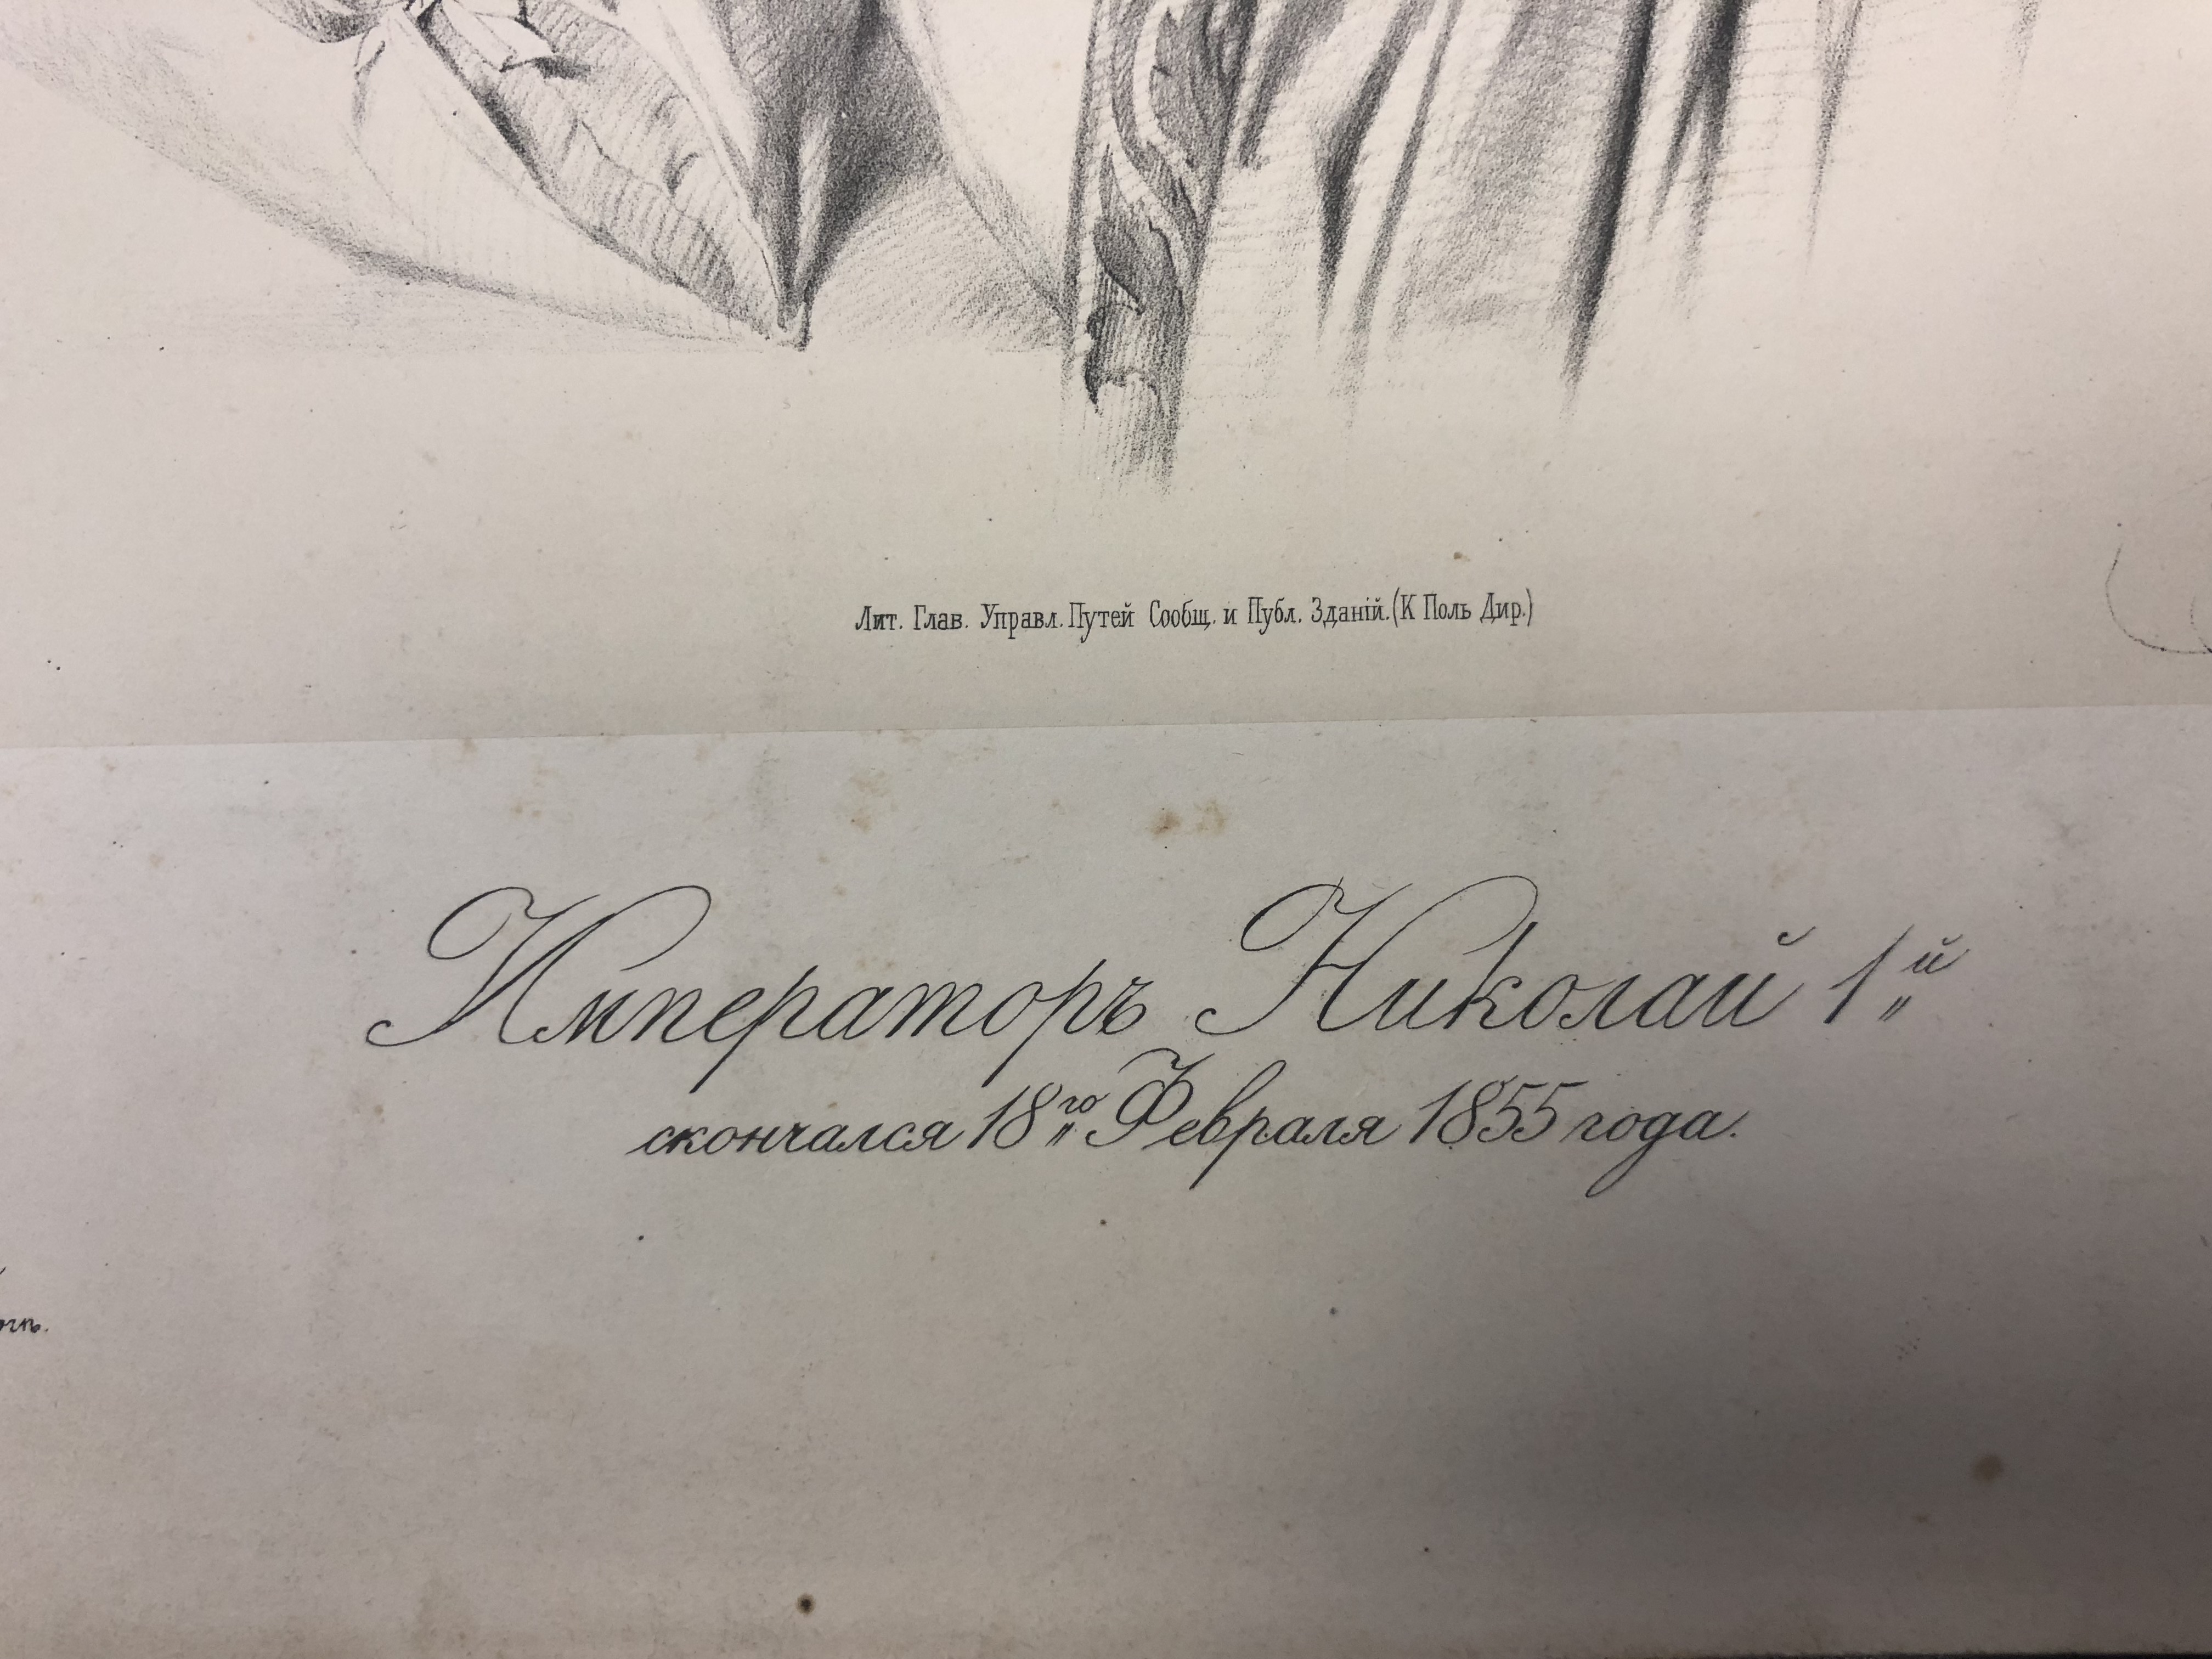 Лит. Глав. Управл. Путей Сообщ. и Публ. Зданій. (К Поль Дир.)
Императоръ Николай 1й
скончался 18го Февраля 1855 года.